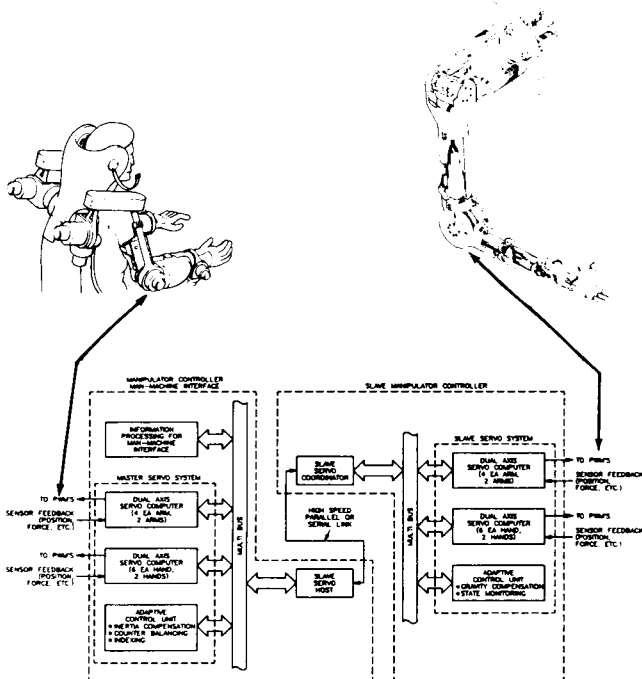 MANIPULATOR CONTROLLER
MAN-MACHINE INTERFACE
INFORMATION
PROCESSING FOR
MAN-MACHINE
INTERFACE
MASTER SERVO SYSTEM
TO PWM'S
SENSOR FEEDBACK
(POSITION,
FORCE, ETC.)
DUAL AXIS
SERVO COMPUTER
(4 EA ARM,
2 ARMS)
TO PWM'S
SENSOR FEEDBACK
(POSITION,
FORCE, ETC.)
DUAL AXIS
SERVO COMPUTER
(6 EA HAND,
2 HANDS)
ADAPTIVE
CONTROL UNIT
INERTIA COMPENSATION
COUNTER BALANCING
INDEXING
MULTI BUS
SLAVE MANIPULATOR CONTROLLER
SLAVE
SERVO
COORDINATOR
HIGH SPEED
PARALLEL OR
SERIAL LINK
SLAVE
SERVO
HOST
MULTI BUS
SLAVE SERVO SYSTEM
DUAL AXIS
SERVO COMPUTER
(6 EA ARM,
2 ARMS)
TO PWM'S
SENSOR FEEDBACK
(POSITION,
FORCE, ETC.)
DUAL AXIS
SERVO COMPUTER
(6 EA HAND,
2 HANDS)
TO PWM'S
SENSOR FEEDBACK
(POSITION,
FORCE, ETC.)
ADAPTIVE
CONTROL UNIT
GRAVITY COMPENSATION
STATE MONITORING